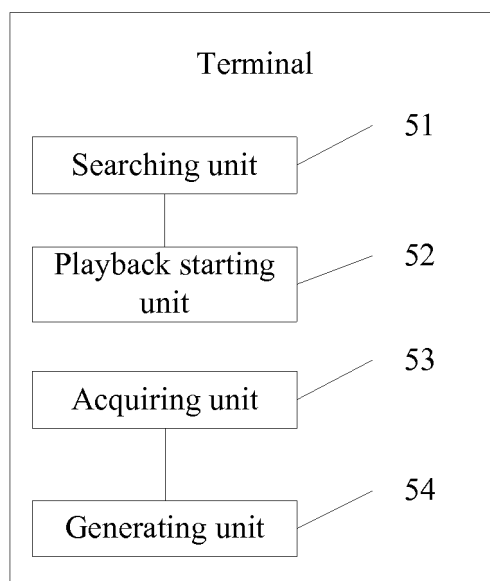 Terminal
51
Searching unit
52
Playback starting
unit
53
Acquiring unit
54
Generating unit